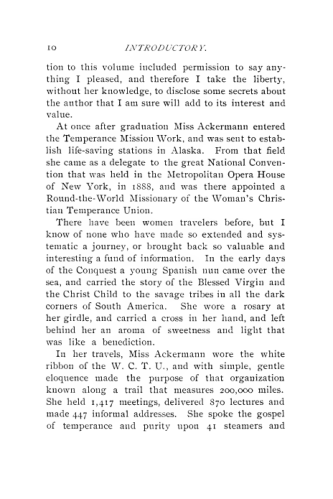 10 INTRODUCTORY.
tion to this volume included permission to say any-
thing I pleased, and therefore I take the liberty,
without her knowledge, to disclose some secrets about
the author that I am sure will add to its interest and
value.
At once after graduation Miss Ackermann entered
the Temperance Mission Work, and was sent to estab-
lish life-saving stations in Alaska. From that field
she came as a delegate to the great National Conven-
tion that was held in the Metropolitan Opera House
of New York, in 1888, and was there appointed a
Round-the-World Missionary of the Woman's Chris-
tian Temperance Union.
There have been women travelers before, but I
know of none who have made so extended and sys-
tematic a journey, or brought back so valuable and
interesting a fund of information. In the early days
of the Conquest a young Spanish nun came over the
sea, and carried the story of the Blessed Virgin and
the Christ Child to the savage tribes in all the dark
corners of South America. She wore a rosary at
her girdle, and carried a cross in her hand, and left
behind her an aroma of sweetness and light that
was like a benediction.
In her travels, Miss Ackermann wore the white
ribbon of the W. C. T. U., and with simple, gentle
eloquence made the purpose of that organization
known along a trail that measures 200,000 miles.
She held 1,417 meetings, delivered 870 lectures and
made 447 informal addresses. She spoke the gospel
of temperance and purity upon 41 steamers and